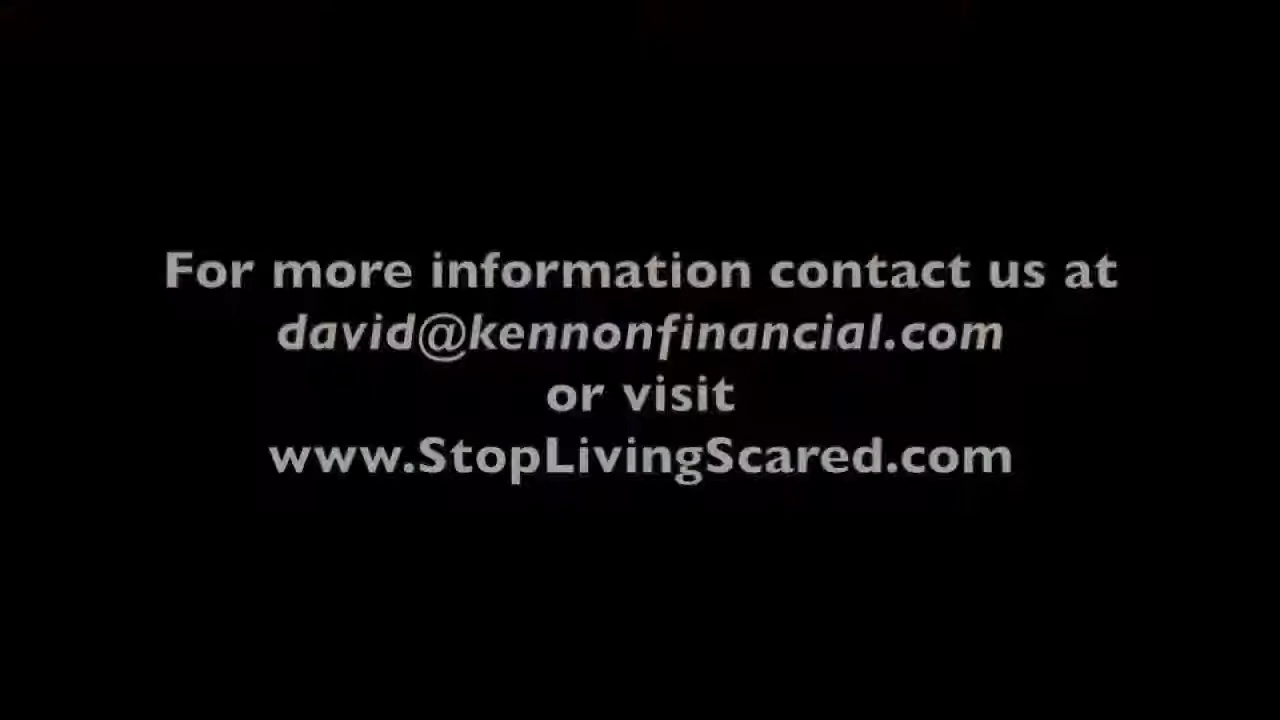 For more information contact us at
david@kennonfinancial.com
or visit
www.StopLivingScared.com